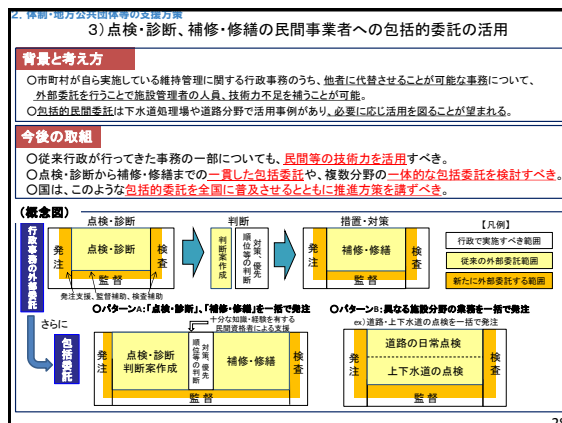 2. 体制・地方公共団体等の支援方策
3）点検・診断、補修・修繕の民間事業者への包括的委託の活用
背景と考え方
○市町村が自ら実施している維持管理に関する行政事務のうち、他者に代替させることが可能な事務について、
外部委託を行うことで施設管理者の人員、技術力不足を補うことが可能。
○包括的民間委託は下水道処理場や道路分野で活用事例があり、必要に応じ活用を図ることが望まれる。
今後の取組
○従来行政が行ってきた事務の一部についても、民間等の技術力を活用すべき。
○点検・診断から補修・修繕までの一貫した包括委託や、複数分野の一体的な包括委託を検討すべき。
○国は、このような包括的委託を全国に普及させるとともに推進方策を講ずべき。
（概念図）
行政事務の外部委託
点検・診断
発注
点検・診断
検査
監督
発注支援、監督補助、検査補助
判断
判断案作成
対策、優先順位等の判断
措置・対策
発注
補修・修繕
検査
監督
【凡例】
行政で実施すべき範囲
従来の外部委託する範囲
新たに外部委託する範囲
さらに
包括委託
○パターンA：「点検・診断」、「補修・修繕」を一括で発注
十分な知識・経験を有する
民間資格者による支援
発注
点検・診断
判断案作成
対策、優先順位等の判断
補修・修繕
検査
監督
○パターンB：異なる施設分野の業務を一括で発注
ex）道路・上下水道の点検を一括で発注
発注
道路の日常点検
上下水道の点検
検査
監督